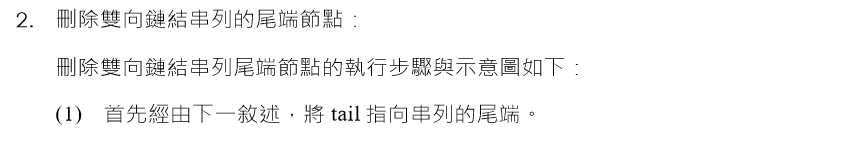 2. 刪除雙向鏈結串列的尾端節點：
刪除雙向鏈結串列尾端節點的執行步驟與示意圖如下：
(1) 首先經由下一敘述，將 tail 指向串列的尾端。